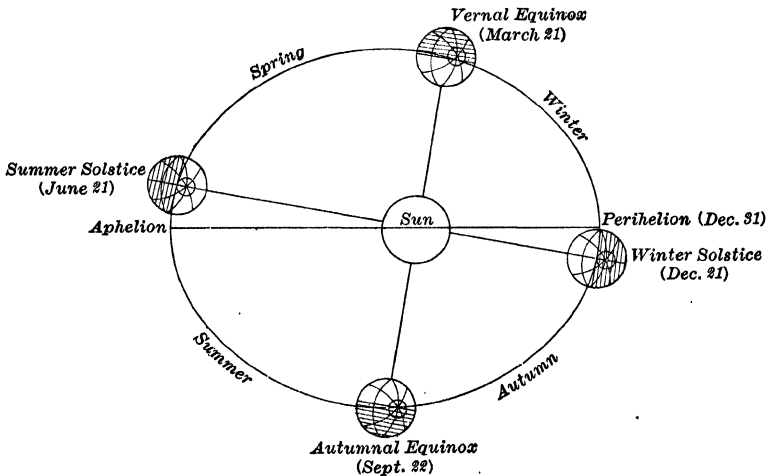 Vernal Equinox
(March 21)
Spring
Winter
Summer Solstice
(June 21)
Sun
Aphelion
Perihelion (Dec. 31)
Winter Solstice
(Dec. 21)
Summer
Autumn
Autumnal Equinox
(Sept. 22)